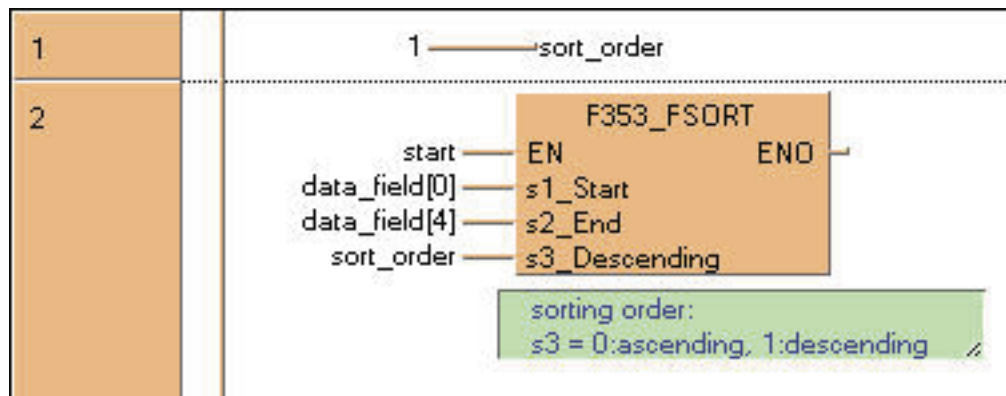 1
1 sort_order
2
F353_FSORT
start EN ENO
data_field[0] s1_Start
data_field[4] s2_End
sort_order s3_Descending
sorting order:
s3 = 0:ascending, 1:descending